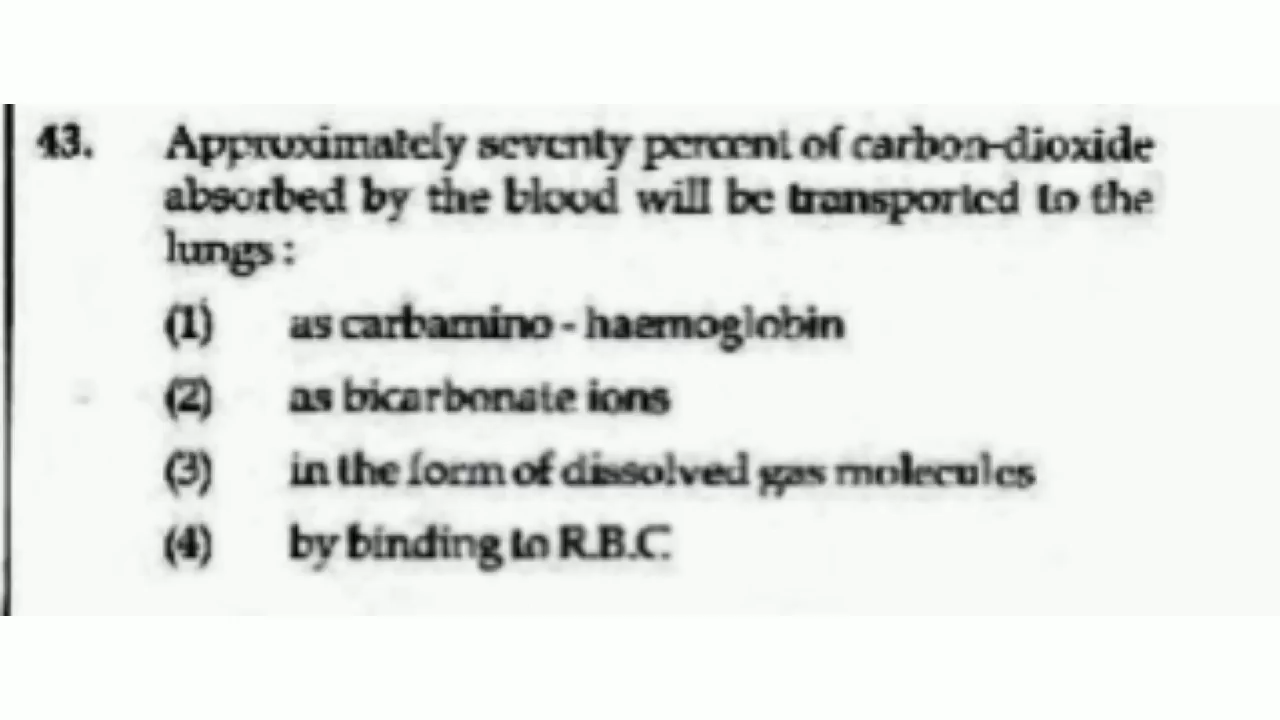 43. Approximately seventy percent of carbon-dioxide
absorbed by the blood will be transported to the
lungs :
(1) as carbamino - haemoglobin
(2) as bicarbonate ions
(3) in the form of dissolved gas molecules
(4) by binding to R.B.C.